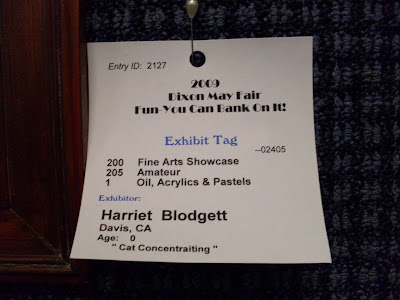 Entry ID: 2127
2009
Dixon May Fair
Fun-You Can Bank On It!
Exhibit Tag
--02405
200 Fine Arts Showcase
205 Amateur
1 Oil, Acrylics & Pastels
Exhibitor:
Harriet Blodgett
Davis, CA
Age: 0
" Cat Concentraiting "